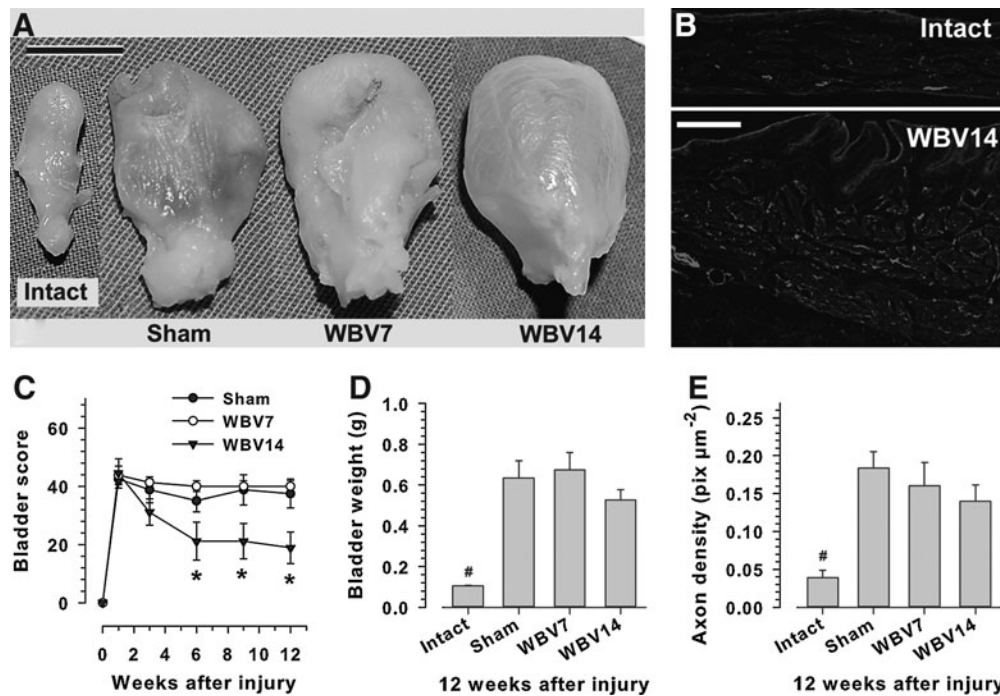 A
Intact
Sham
WBV7
WBV14
B
Intact
WBV14
C
Sham
WBV7
WBV14
Bladder score
60
40
20
0
* * *
0 2 4 6 8 10 12
Weeks after injury
D
Bladder weight (g)
1.0
0.8
0.6
0.4
0.2
0.0
#
Intact
Sham
WBV7
WBV14
12 weeks after injury
E
Axon density (pix µm-2)
0.25
0.20
0.15
0.10
0.05
0.00
#
Intact
Sham
WBV7
WBV14
12 weeks after injury